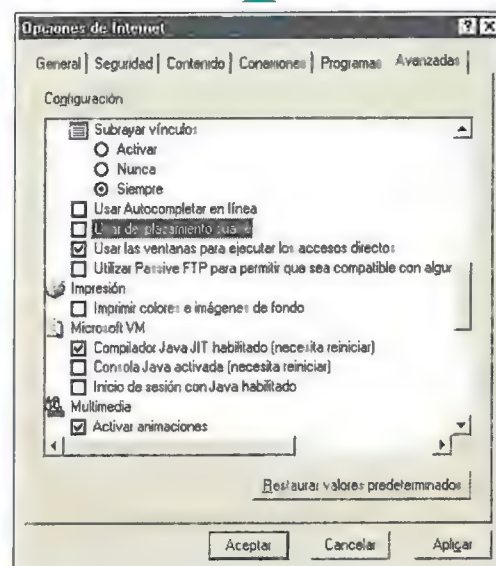 Opciones de Internet
General Seguridad Contenido Conexiones Programas Avanzadas
Configuración
Subrayar vínculos
Activar
Nunca
Siempre
Usar Autocompletar en línea
Usar desplazamiento suave
Usar las ventanas para ejecutar los accesos directos
Utilizar Passive FTP para permitir que sea compatible con algur
Impresión
Imprimir colores e imágenes de fondo
Microsoft VM
Compilador Java JIT habilitado (necesita reiniciar)
Consola Java activada (necesita reiniciar)
Inicio de sesión con Java habilitado
Multimedia
Activar animaciones
Restaurar valores predeterminados
Aceptar Cancelar Aplicar